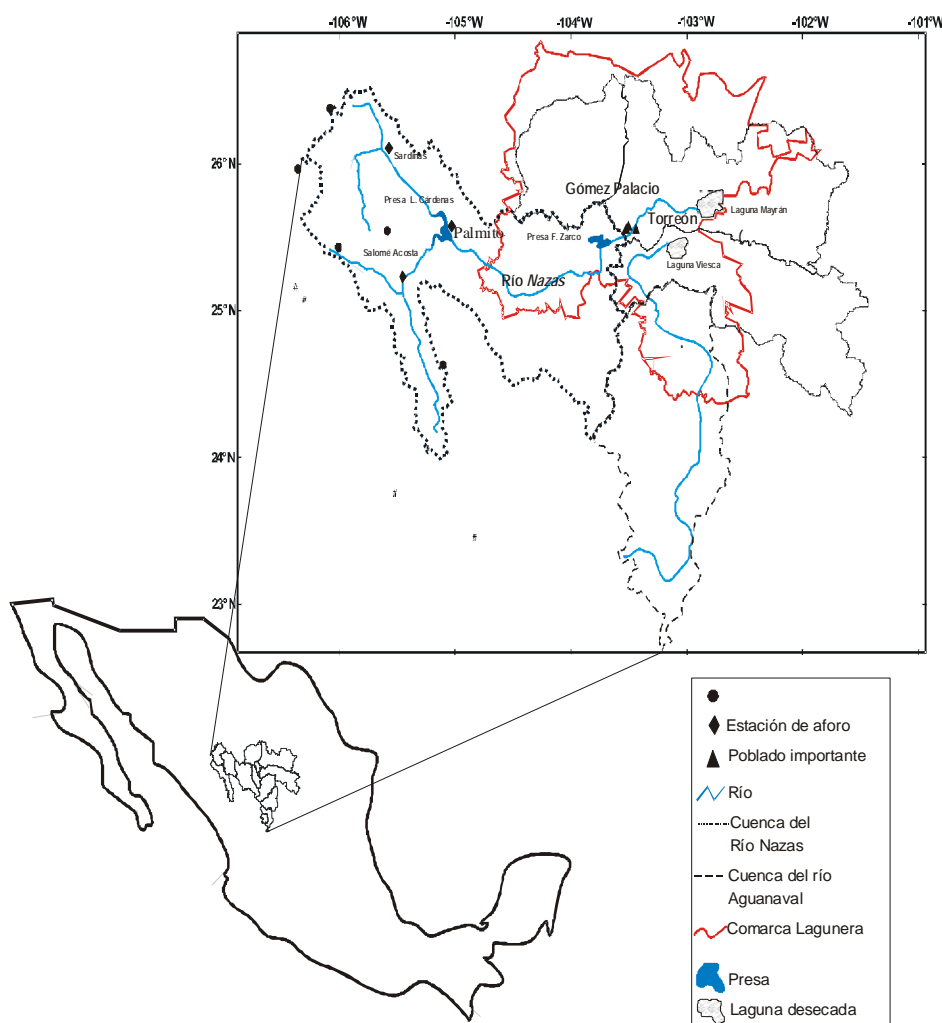 -106°W
-105°W
-104°W
-103°W
-102°W
-101°W
26°N
25°N
24°N
23°N
Sardinas
Presa L. Cárdenas
Palmito
Salomé Acosta
Gómez Palacio
Presa F. Zarco
Torreón
Laguna Mayrán
Laguna Viesca
Río Nazas
Estación de aforo
Poblado importante
Río
Cuenca del
Río Nazas
Cuenca del río
Aguanaval
Comarca Lagunera
Presa
Laguna desecada